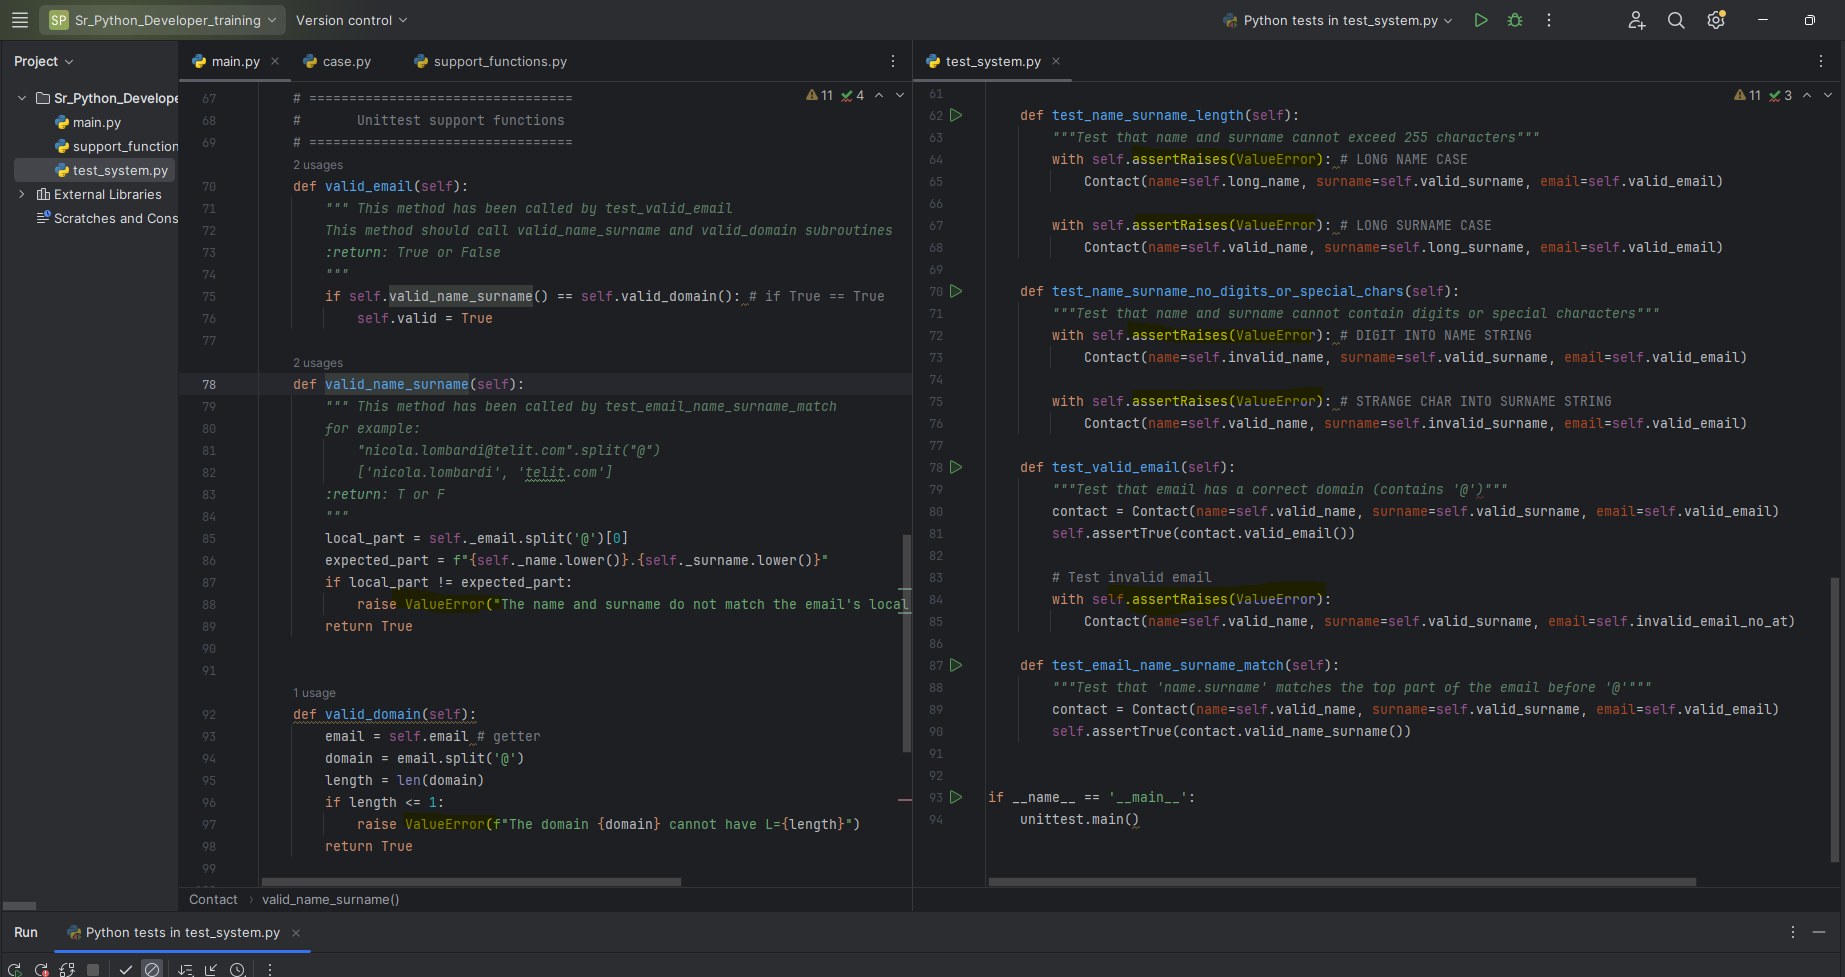 SP Sr_Python_Developer_training Version control Python tests in test_system.py
Project
Sr_Python_Develope
main.py
support_function
test_system.py
External Libraries
Scratches and Cons
main.py case.py support_functions.py
11 4
67 # =================================
68 # Unittest support functions
69 # =================================
2 usages
70 def valid_email(self):
71 """ This method has been called by test_valid_email
72 This method should call valid_name_surname and valid_domain subroutines
73 :return: True or False
74 """
75 if self.valid_name_surname() == self.valid_domain(): # if True == True
76 self.valid = True
77
2 usages
78 def valid_name_surname(self):
79 """ This method has been called by test_email_name_surname_match
80 for example:
81 "nicola.lombardi@telit.com".split("@")
82 ['nicola.lombardi', 'telit.com']
83 :return: T or F
84 """
85 local_part = self._email.split('@')[0]
86 expected_part = f"{self._name.lower()}.{self._surname.lower()}"
87 if local_part != expected_part:
88 raise ValueError("The name and surname do not match the email's local
89 return True
90
91
1 usage
92 def valid_domain(self):
93 email = self.email # getter
94 domain = email.split('@')
95 length = len(domain)
96 if length <= 1:
97 raise ValueError(f"The domain {domain} cannot have L={length}")
98 return True
99
Contact › valid_name_surname()
test_system.py
11 3
61
62 def test_name_surname_length(self):
63 """Test that name and surname cannot exceed 255 characters"""
64 with self.assertRaises(ValueError): # LONG NAME CASE
65 Contact(name=self.long_name, surname=self.valid_surname, email=self.valid_email)
66
67 with self.assertRaises(ValueError): # LONG SURNAME CASE
68 Contact(name=self.valid_name, surname=self.long_surname, email=self.valid_email)
69
70 def test_name_surname_no_digits_or_special_chars(self):
71 """Test that name and surname cannot contain digits or special characters"""
72 with self.assertRaises(ValueError): # DIGIT INTO NAME STRING
73 Contact(name=self.invalid_name, surname=self.valid_surname, email=self.valid_email)
74
75 with self.assertRaises(ValueError): # STRANGE CHAR INTO SURNAME STRING
76 Contact(name=self.valid_name, surname=self.invalid_surname, email=self.valid_email)
77
78 def test_valid_email(self):
79 """Test that email has a correct domain (contains '@')"""
80 contact = Contact(name=self.valid_name, surname=self.valid_surname, email=self.valid_email)
81 self.assertTrue(contact.valid_email())
82
83 # Test invalid email
84 with self.assertRaises(ValueError):
85 Contact(name=self.valid_name, surname=self.valid_surname, email=self.invalid_email_no_at)
86
87 def test_email_name_surname_match(self):
88 """Test that 'name.surname' matches the top part of the email before '@'"""
89 contact = Contact(name=self.valid_name, surname=self.valid_surname, email=self.valid_email)
90 self.assertTrue(contact.valid_name_surname())
91
92
93 if __name__ == '__main__':
94 unittest.main()
Run Python tests in test_system.py